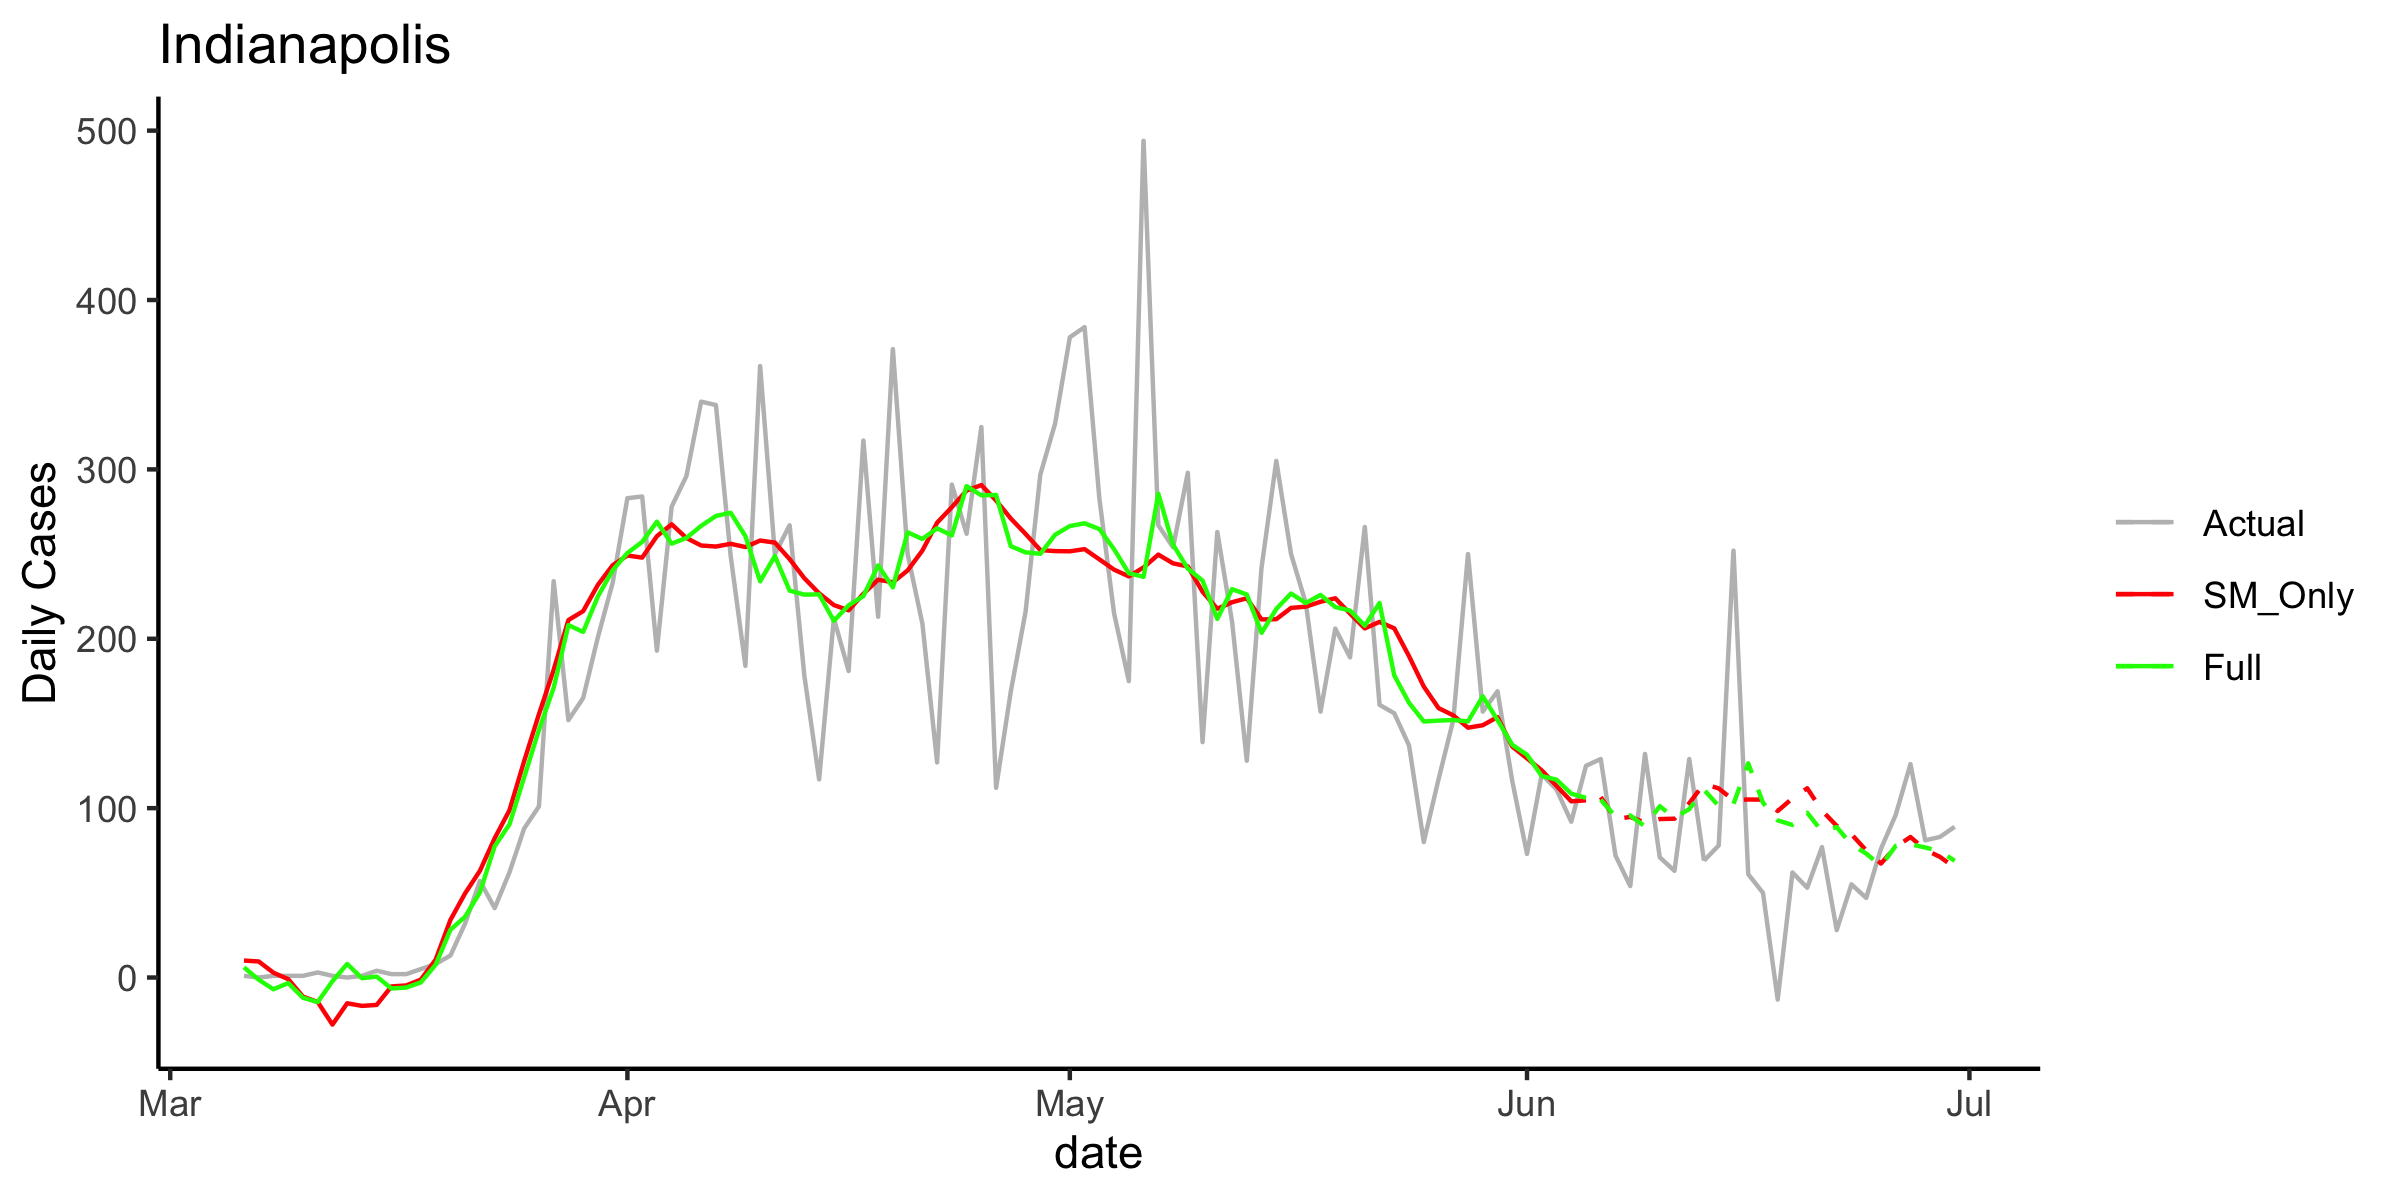 Indianapolis
500
400
300
200
100
0
Daily Cases
Mar Apr May Jun Jul
date
Actual
SM_Only
Full